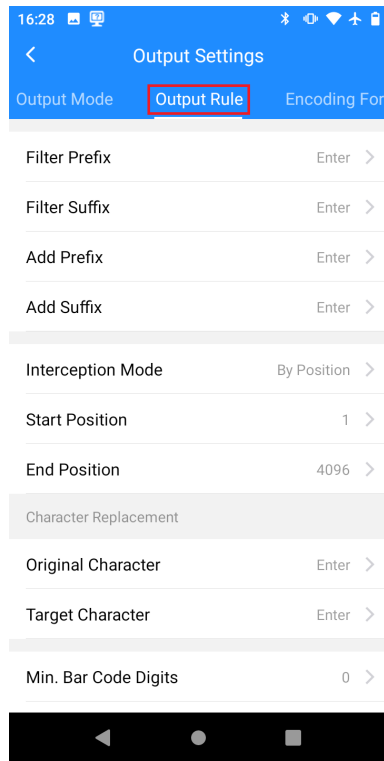 16:28
Output Settings
Output Mode Output Rule Encoding For
Filter Prefix Enter
Filter Suffix Enter
Add Prefix Enter
Add Suffix Enter
Interception Mode By Position
Start Position 1
End Position 4096
Character Replacement
Original Character Enter
Target Character Enter
Min. Bar Code Digits 0